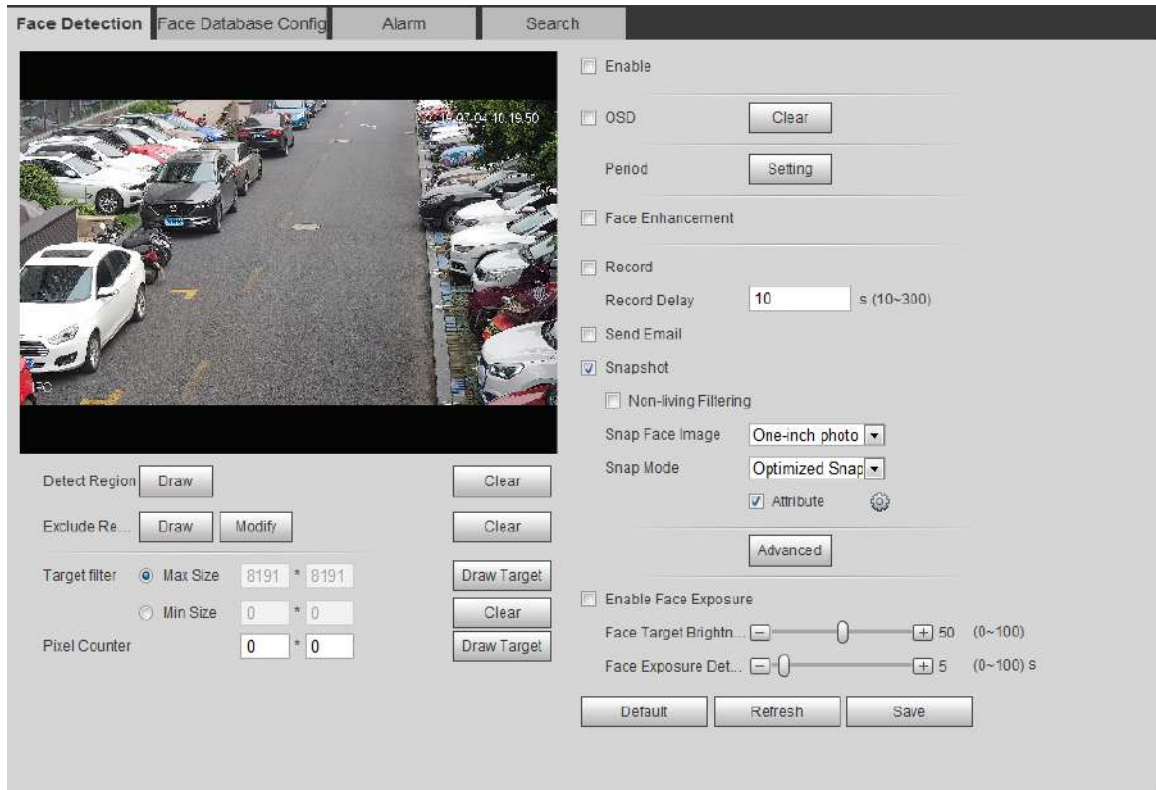 Face Detection Face Database Config Alarm Search
Enable
OSD Clear
Period Setting
Face Enhancement
Record
Record Delay 10 s (10~300)
Send Email
Snapshot
Non-living Filtering
Snap Face Image One-inch photo
Snap Mode Optimized Snap
Attribute
Advanced
Enable Face Exposure
Face Target Brightn... 50 (0~100)
Face Exposure Det... 5 (0~100) s
Default Refresh Save
10:19:50
IPC
Detect Region Draw Clear
Exclude Re... Draw Modify Clear
Target filter Max Size 8191 * 8191 Draw Target
Min Size 0 * 0 Clear
Pixel Counter 0 * 0 Draw Target